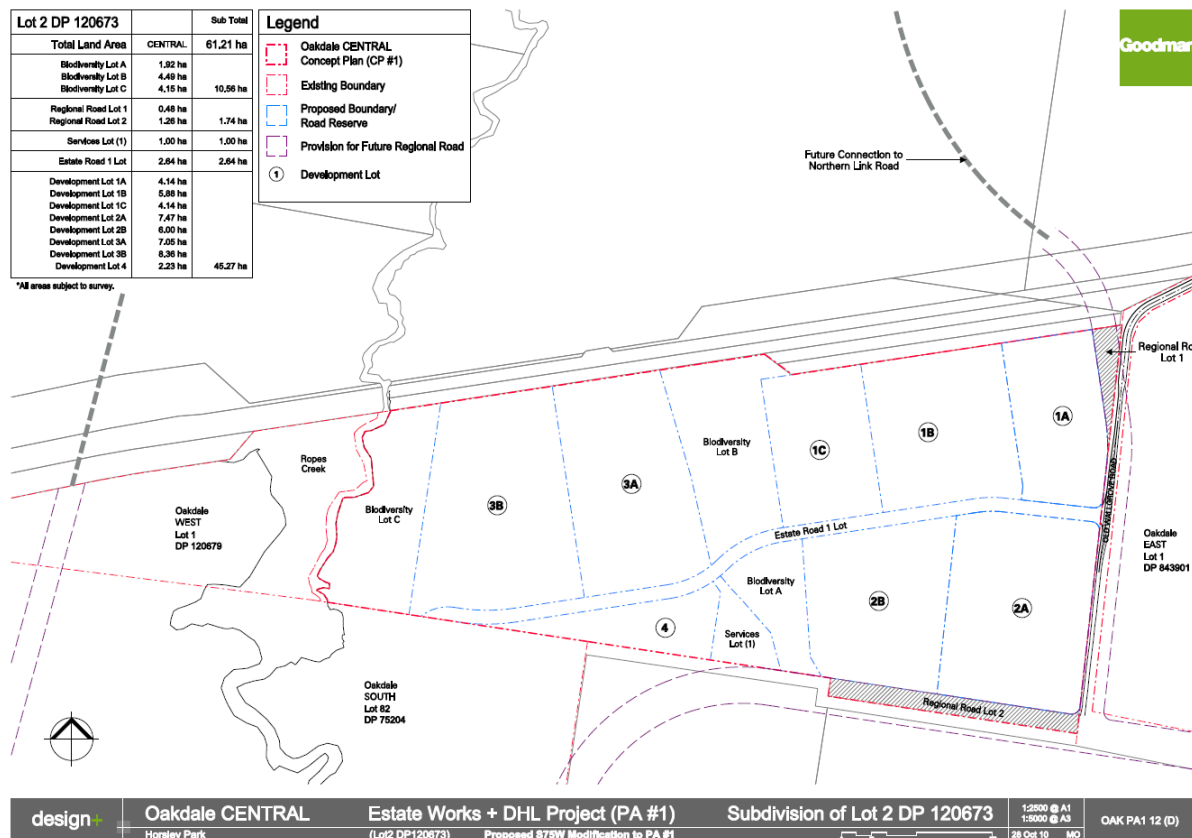 Lot 2 DP 120673 Sub Total
Total Land Area CENTRAL 61.21 ha
Biodiversity Lot A 1.92 ha
Biodiversity Lot B 4.49 ha
Biodiversity Lot C 4.15 ha 10.56 ha
Regional Road Lot 1 0.48 ha
Regional Road Lot 2 1.26 ha 1.74 ha
Services Lot (1) 1.00 ha 1.00 ha
Estate Road 1 Lot 2.64 ha 2.64 ha
Development Lot 1A 4.14 ha
Development Lot 1B 5.88 ha
Development Lot 1C 4.14 ha
Development Lot 2A 7.47 ha
Development Lot 2B 6.00 ha
Development Lot 3A 7.05 ha
Development Lot 3B 8.36 ha
Development Lot 4 2.23 ha 45.27 ha
*All areas subject to survey.
Legend
Oakdale CENTRAL
Concept Plan (CP #1)
Existing Boundary
Proposed Boundary/
Road Reserve
Provision for Future Regional Road
1 Development Lot
Goodman
Future Connection to
Northern Link Road
Regional Ro
Lot 1
1A
1B
1C
Biodiversity
Lot B
3A
3B
Biodiversity
Lot C
Ropes
Creek
Oakdale
WEST
Lot 1
DP 120679
Estate Road 1 Lot
OLD WALLGROVE ROAD
Oakdale
EAST
Lot 1
DP 843901
Biodiversity
Lot A
2B
2A
4
Services
Lot (1)
Oakdale
SOUTH
Lot 82
DP 75204
Regional Road Lot 2
design+
Oakdale CENTRAL
Horsley Park
Estate Works + DHL Project (PA #1)
(Lot2 DP120673) Proposed S75W Modification to PA #1
Subdivision of Lot 2 DP 120673
1:2500 @ A1
1:5000 @ A3
28 Oct 10 MO
OAK PA1 12 (D)